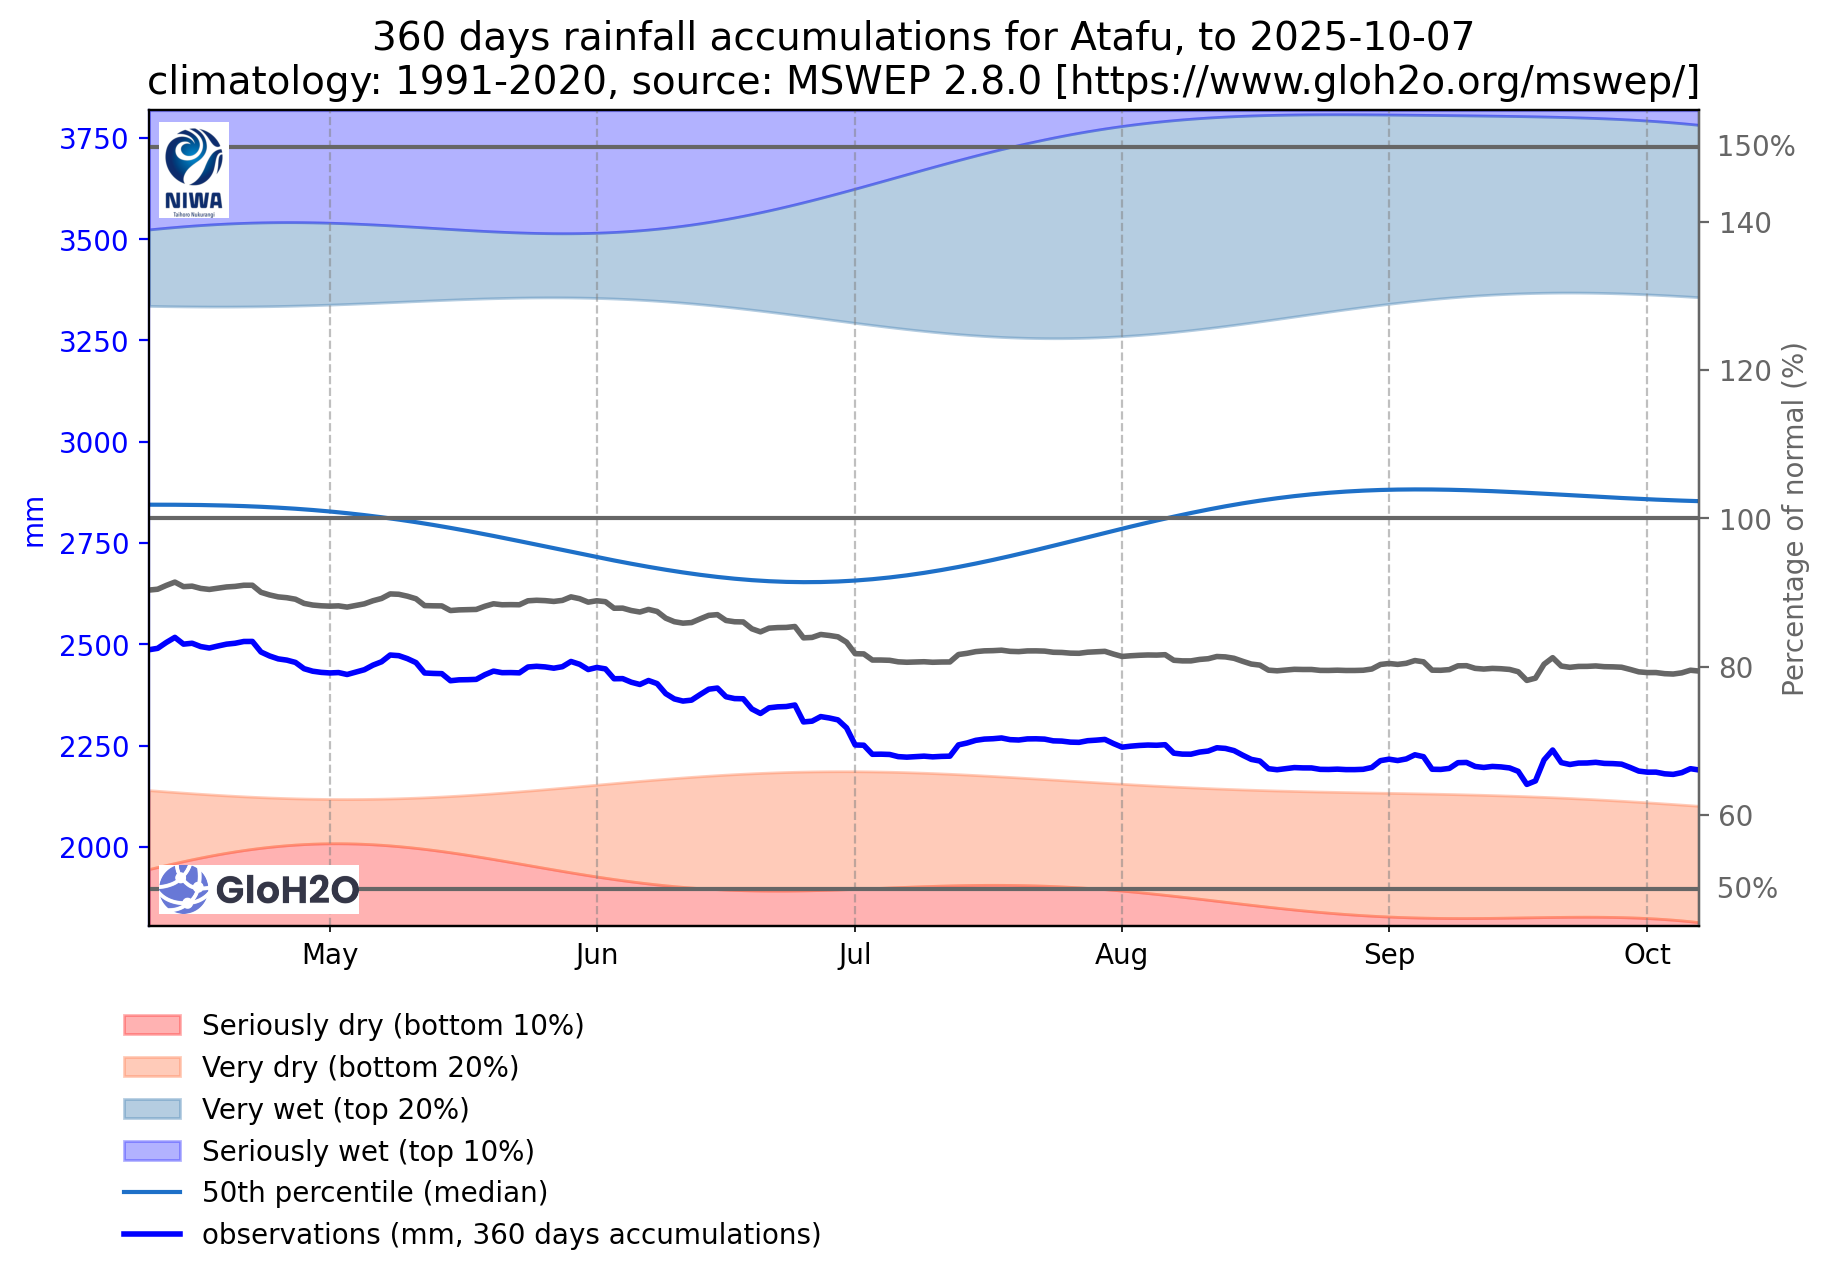 360 days rainfall accumulations for Atafu, to 2025-10-07
climatology: 1991-2020, source: MSWEP 2.8.0 [https://www.gloh2o.org/mswep/]
3750
3500
3250
3000
2750
2500
2250
2000
mm
NIWA
Taihoro Nukurangi
GloH2O
150%
140
120
100
80
60
50%
Percentage of normal (%)
May
Jun
Jul
Aug
Sep
Oct
Seriously dry (bottom 10%)
Very dry (bottom 20%)
Very wet (top 20%)
Seriously wet (top 10%)
50th percentile (median)
observations (mm, 360 days accumulations)